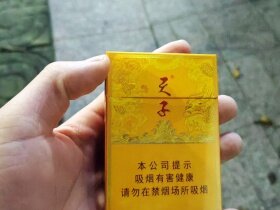 天子
本公司提示
吸烟有害健康
请勿在禁烟场所吸烟